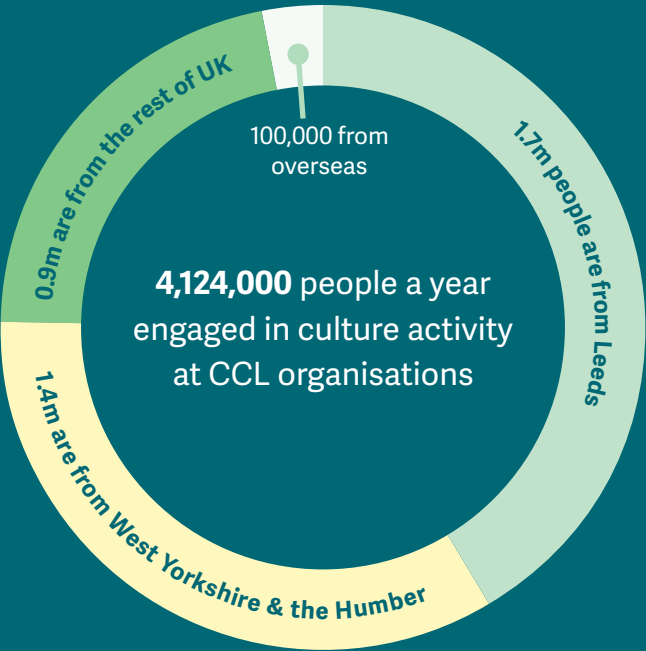 0.9m are from the rest of UK
100,000 from
overseas
1.7m people are from Leeds
4,124,000 people a year
engaged in culture activity
at CCL organisations
1.4m are from West Yorkshire & the Humber